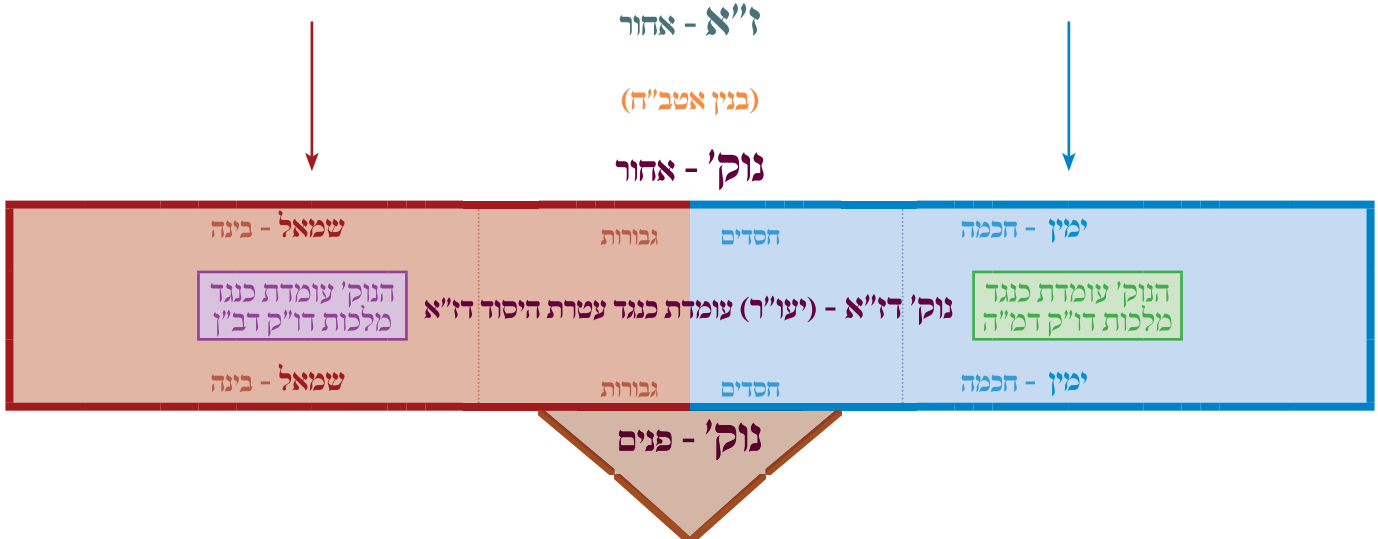 ז"א - אחור
(בנין אטב"ח)
נוק' - אחור
ימין - חכמה
חסדים
גבורות
שמאל - בינה
הנוק' עומדת כנגד
מלכות דו"ק דמ"ה
נוק' דז"א - (יעו"ר) עומדת כנגד עטרת היסוד דז"א
הנוק' עומדת כנגד
מלכות דו"ק דב"ן
ימין - חכמה
חסדים
גבורות
שמאל - בינה
נוק' - פנים